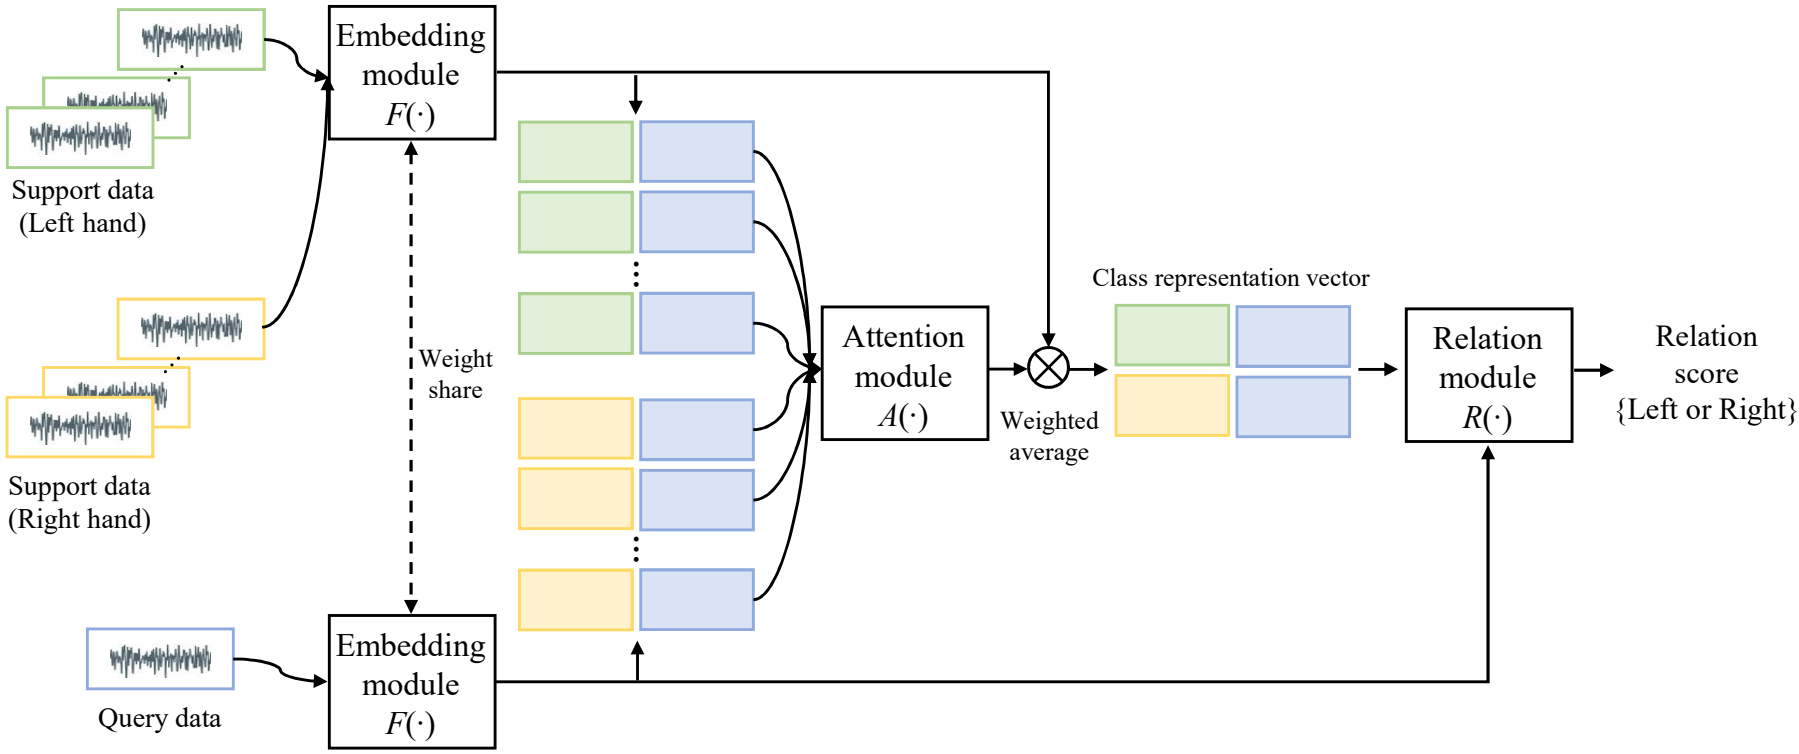 Embedding
module
F(·)
Support data
(Left hand)
Support data
(Right hand)
Weight
share
Query data
Embedding
module
F(·)
Attention
module
A(·)
Weighted
average
Class representation vector
Relation
module
R(·)
Relation
score
{Left or Right}